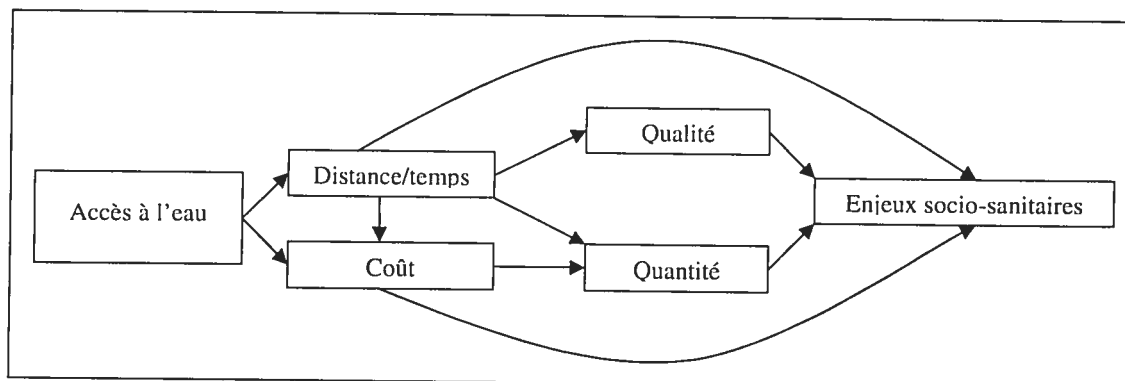 Qualité
Distance/temps
Accès à l'eau
Enjeux socio-sanitaires
Coût
Quantité